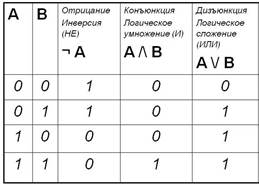 A B Отрицание Конъюнкция Дизъюнкция
Инверсия Логическое Логическое
(НЕ) умножение (И) сложение
¬ A A /\ B (ИЛИ)
A \/ B
0 0 1 0 0
0 1 1 0 1
1 0 0 0 1
1 1 0 1 1